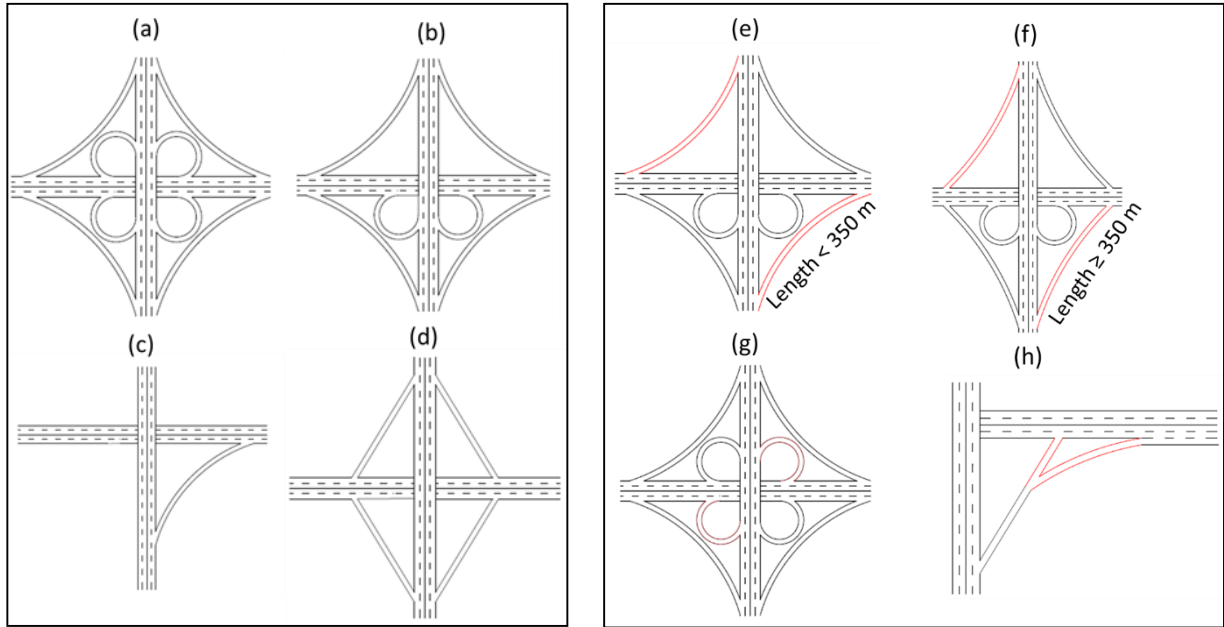 (a)
(b)
(c)
(d)
(e)
Length < 350 m
(f)
Length ≥ 350 m
(g)
(h)